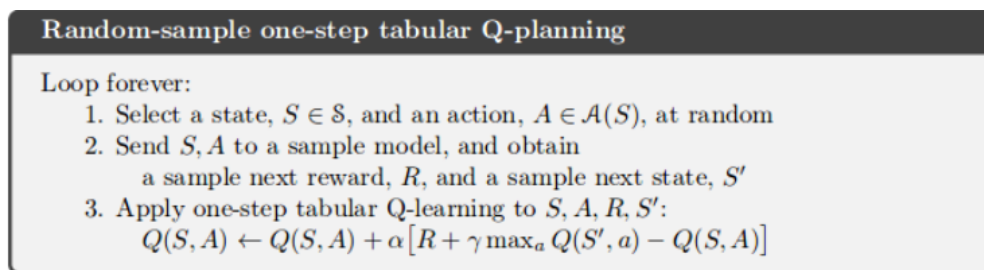 Random-sample one-step tabular Q-planning
Loop forever:
1. Select a state, S ∈ 𝒮, and an action, A ∈ 𝒜(S), at random
2. Send S, A to a sample model, and obtain
a sample next reward, R, and a sample next state, S′
3. Apply one-step tabular Q-learning to S, A, R, S′:
Q(S, A) ← Q(S, A) + α[R + γ maxₐ Q(S′, a) − Q(S, A)]